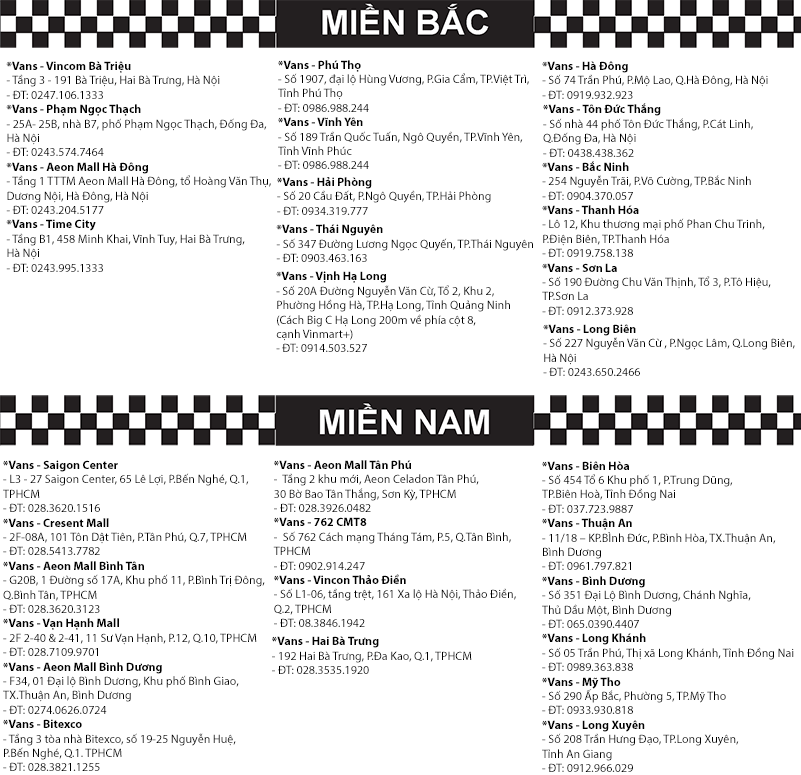 MIỀN BẮC
*Vans - Vincom Bà Triệu
- Tầng 3 - 191 Bà Triệu, Hai Bà Trưng, Hà Nội
- ĐT: 0247.106.1333
*Vans - Phạm Ngọc Thạch
- 25A- 25B, nhà B7, phố Phạm Ngọc Thạch, Đống Đa,
Hà Nội
- ĐT: 0243.574.7464
*Vans - Aeon Mall Hà Đông
- Tầng 1 TTTM Aeon Mall Hà Đông, tổ Hoàng Văn Thụ,
Dương Nội, Hà Đông, Hà Nội
- ĐT: 0243.204.5177
*Vans - Time City
- Tầng B1, 458 Minh Khai, Vĩnh Tuy, Hai Bà Trưng,
Hà Nội
- ĐT: 0243.995.1333
*Vans - Phú Thọ
- Số 1907, đại lộ Hùng Vương, P.Gia Cẩm, TP.Việt Trì,
Tỉnh Phú Thọ
- ĐT: 0986.988.244
*Vans - Vĩnh Yên
- Số 189 Trần Quốc Tuấn, Ngô Quyền, TP.Vĩnh Yên,
Tỉnh Vĩnh Phúc
- ĐT: 0986.988.244
*Vans - Hải Phòng
- Số 20 Cầu Đất, P.Ngô Quyền, TP.Hải Phòng
- ĐT: 0934.319.777
*Vans - Thái Nguyên
- Số 347 Đường Lương Ngọc Quyến, TP.Thái Nguyên
- ĐT: 0903.463.163
*Vans - Vịnh Hạ Long
- Số 20A Đường Nguyễn Văn Cừ, Tổ 2, Khu 2,
Phường Hồng Hà, TP.Hạ Long, Tỉnh Quảng Ninh
(Cách Big C Hạ Long 200m về phía cột 8,
cạnh Vinmart+)
- ĐT: 0914.503.527
*Vans - Hà Đông
- Số 74 Trần Phú, P.Mộ Lao, Q.Hà Đông, Hà Nội
- ĐT: 0919.932.923
*Vans - Tôn Đức Thắng
- Số nhà 44 phố Tôn Đức Thắng, P.Cát Linh,
Q.Đống Đa, Hà Nội
- ĐT: 0438.438.362
*Vans - Bắc Ninh
- 254 Nguyễn Trãi, P.Võ Cường, TP.Bắc Ninh
- ĐT: 0904.370.057
*Vans - Thanh Hóa
- Lô 12, Khu thương mại phố Phan Chu Trinh,
P.Điện Biên, TP.Thanh Hóa
- ĐT: 0919.758.138
*Vans - Sơn La
- Số 190 Đường Chu Văn Thịnh, Tổ 3, P.Tô Hiệu,
TP.Sơn La
- ĐT: 0912.373.928
*Vans - Long Biên
- Số 227 Nguyễn Văn Cừ , P.Ngọc Lâm, Q.Long Biên,
Hà Nội
- ĐT: 0243.650.2466
MIỀN NAM
*Vans - Saigon Center
- L3 - 27 Saigon Center, 65 Lê Lợi, P.Bến Nghé, Q.1,
TPHCM
- ĐT: 028.3620.1516
*Vans - Cresent Mall
- 2F-08A, 101 Tôn Dật Tiên, P.Tân Phú, Q.7, TPHCM
- ĐT: 028.5413.7782
*Vans - Aeon Mall Bình Tân
- G20B, 1 Đường số 17A, Khu phố 11, P.Bình Trị Đông,
Q.Bình Tân, TPHCM
- ĐT: 028.3620.3123
*Vans - Vạn Hạnh Mall
- 2F 2-40 & 2-41, 11 Sư Vạn Hạnh, P.12, Q.10, TPHCM
- ĐT: 028.7109.9701
*Vans - Aeon Mall Bình Dương
- F34, 01 Đại lộ Bình Dương, Khu phố Bình Giao,
TX.Thuận An, Bình Dương
- ĐT: 0274.0626.0724
*Vans - Bitexco
- Tầng 3 tòa nhà Bitexco, số 19-25 Nguyễn Huệ,
P.Bến Nghé, Q.1. TPHCM
- ĐT: 028.3821.1255
*Vans - Aeon Mall Tân Phú
- Tầng 2 khu mới, Aeon Celadon Tân Phú,
30 Bờ Bao Tân Thắng, Sơn Kỳ, TPHCM
- ĐT: 028.3926.0482
*Vans - 762 CMT8
- Số 762 Cách mạng Tháng Tám, P.5, Q.Tân Bình,
TPHCM
- ĐT: 0902.914.247
*Vans - Vincon Thảo Điền
- Số L1-06, tầng trệt, 161 Xa lộ Hà Nội, Thảo Điền,
Q.2, TPHCM
- ĐT: 08.3846.1942
*Vans - Hai Bà Trưng
- 192 Hai Bà Trưng, P.Đa Kao, Q.1, TPHCM
- ĐT: 028.3535.1920
*Vans - Biên Hòa
- Số 454 Tổ 6 Khu phố 1, P.Trung Dũng,
TP.Biên Hoà, Tỉnh Đồng Nai
- ĐT: 037.723.9887
*Vans - Thuận An
- 11/18 – KP.BÌnh Đức, P.Bình Hòa, TX.Thuận An,
Bình Dương
- ĐT: 0961.797.821
*Vans - Bình Dương
- Số 351 Đại Lộ Bình Dương, Chánh Nghĩa,
Thủ Dầu Một, Bình Dương
- ĐT: 065.0390.4407
*Vans - Long Khánh
- Số 05 Trần Phú, Thị xã Long Khánh, Tỉnh Đồng Nai
- ĐT: 0989.363.838
*Vans - Mỹ Tho
- Số 290 Ấp Bắc, Phường 5, TP.Mỹ Tho
- ĐT: 0933.930.818
*Vans - Long Xuyên
- Số 208 Trần Hưng Đạo, TP.Long Xuyên,
Tỉnh An Giang
- ĐT: 0912.966.029